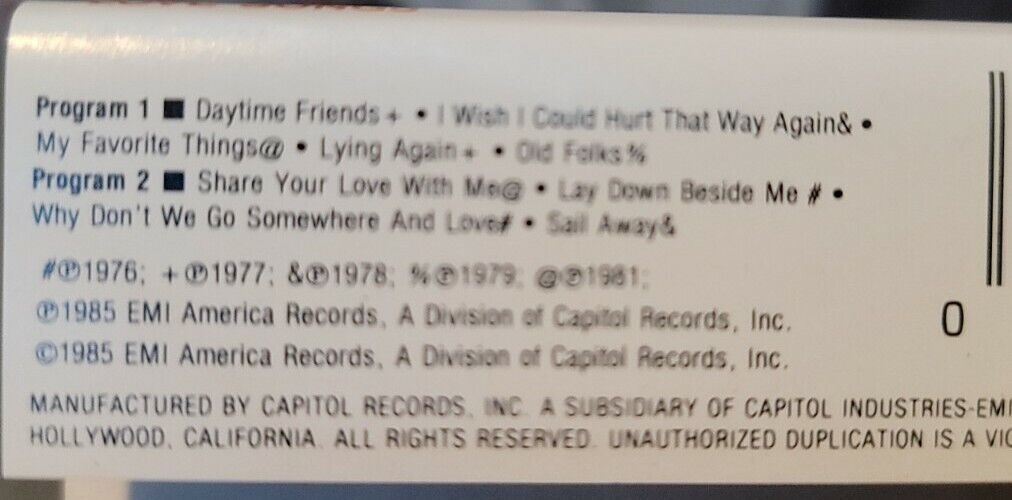 Program 1 ■ Daytime Friends+ • I Wish I Could Hurt That Way Again& •
My Favorite Things@ • Lying Again+ • Old Folks%
Program 2 ■ Share Your Love With Me@ • Lay Down Beside Me # •
Why Don't We Go Somewhere And Love# • Sail Away&
#℗1976; +℗1977; &℗1978; %℗1979; @℗1981;
℗1985 EMI America Records, A Division of Capitol Records, Inc.
©1985 EMI America Records, A Division of Capitol Records, Inc.
0
MANUFACTURED BY CAPITOL RECORDS, INC. A SUBSIDIARY OF CAPITOL INDUSTRIES-EMI
HOLLYWOOD, CALIFORNIA. ALL RIGHTS RESERVED. UNAUTHORIZED DUPLICATION IS A VIO